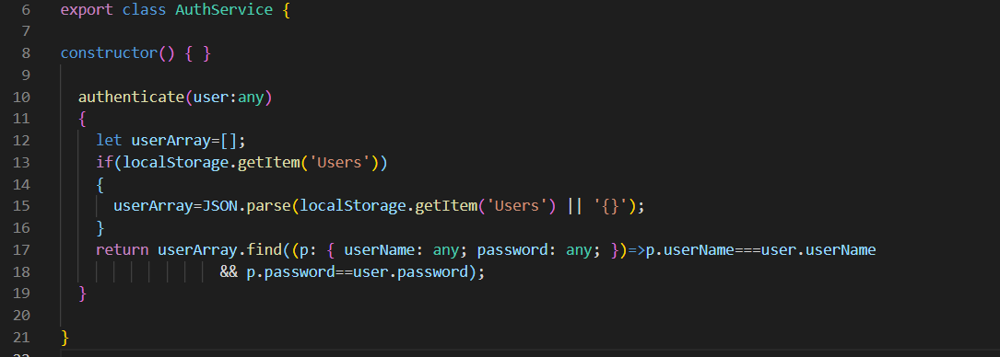 6 export class AuthService {
7
8 constructor() { }
9
10 authenticate(user:any)
11 {
12 let userArray=[];
13 if(localStorage.getItem('Users'))
14 {
15 userArray=JSON.parse(localStorage.getItem('Users') || '{}');
16 }
17 return userArray.find((p: { userName: any; password: any; })=>p.userName===user.userName
18 && p.password==user.password);
19 }
20
21 }